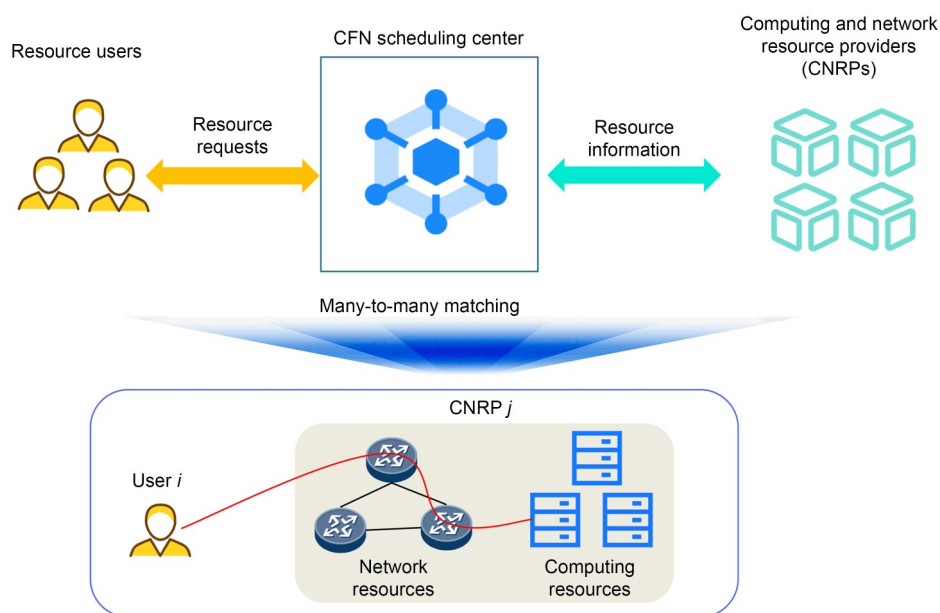 Resource users
CFN scheduling center
Computing and network
resource providers
(CNRPs)
Resource
requests
Resource
information
Many-to-many matching
CNRP j
User i
Network
resources
Computing
resources